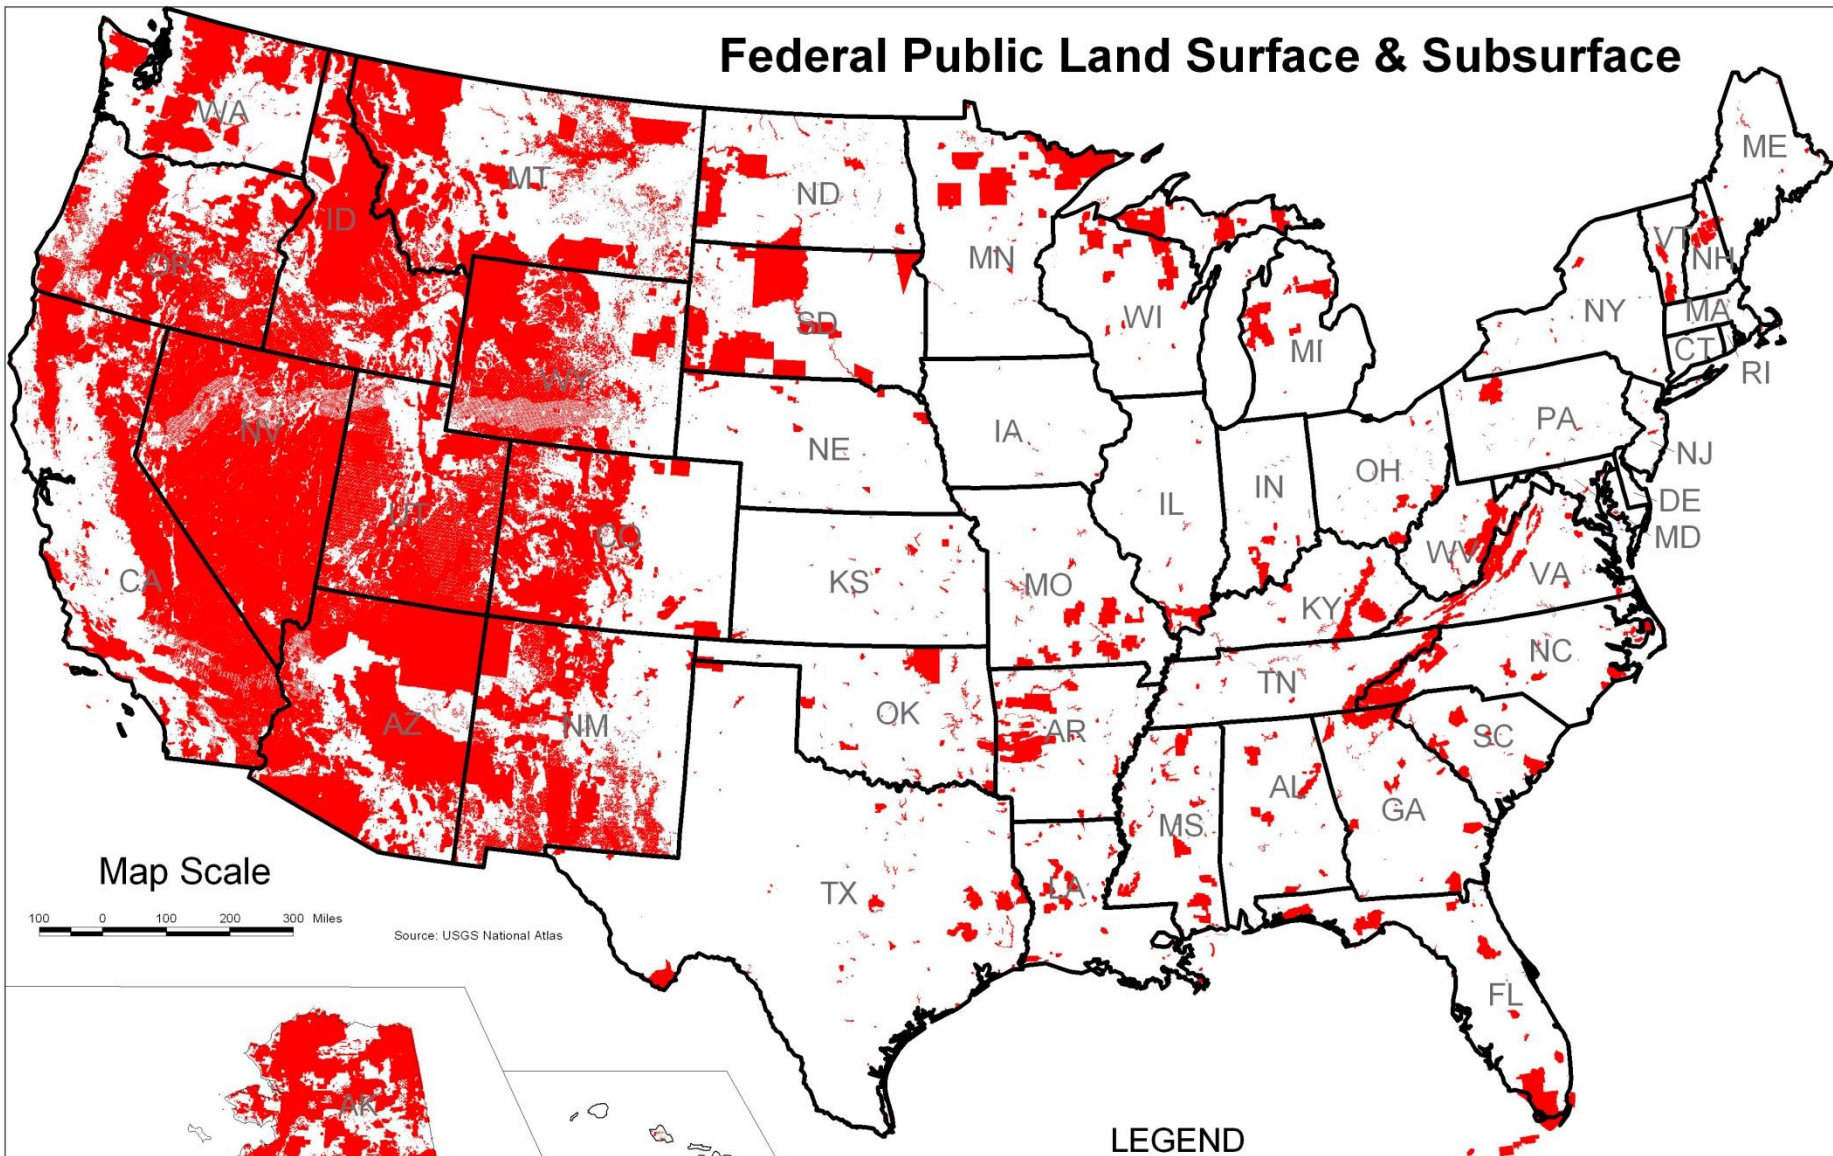 Federal Public Land Surface & Subsurface
WA
MT
ND
MN
ME
ID
OR
SD
WI
MI
NY
VT
NH
MA
CT
RI
WY
NV
UT
CO
CA
NE
IA
IL
IN
OH
PA
NJ
DE
MD
WV
VA
KS
MO
KY
AZ
NM
OK
AR
TN
NC
SC
TX
LA
MS
AL
GA
FL
Map Scale
100 0 100 200 300 Miles
Source: USGS National Atlas
AK
LEGEND